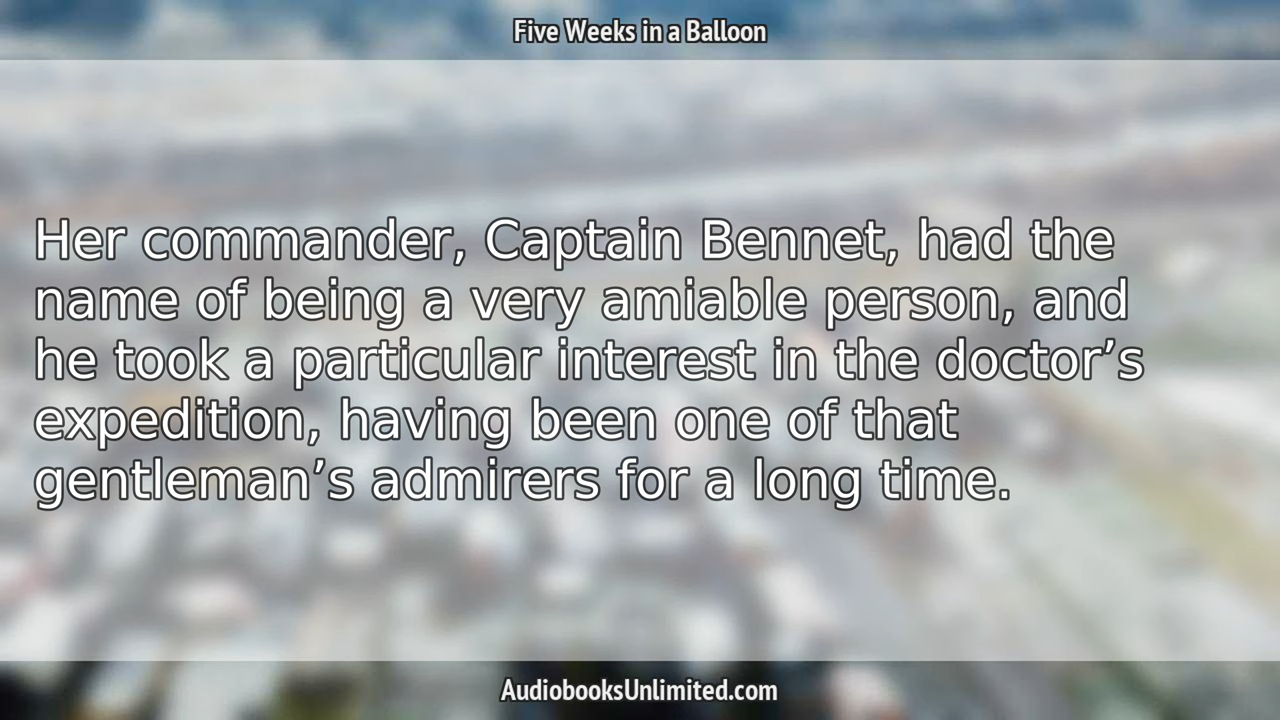 Five Weeks in a Balloon
Her commander, Captain Bennet, had the
name of being a very amiable person, and
he took a particular interest in the doctor’s
expedition, having been one of that
gentleman’s admirers for a long time.
AudiobooksUnlimited.com